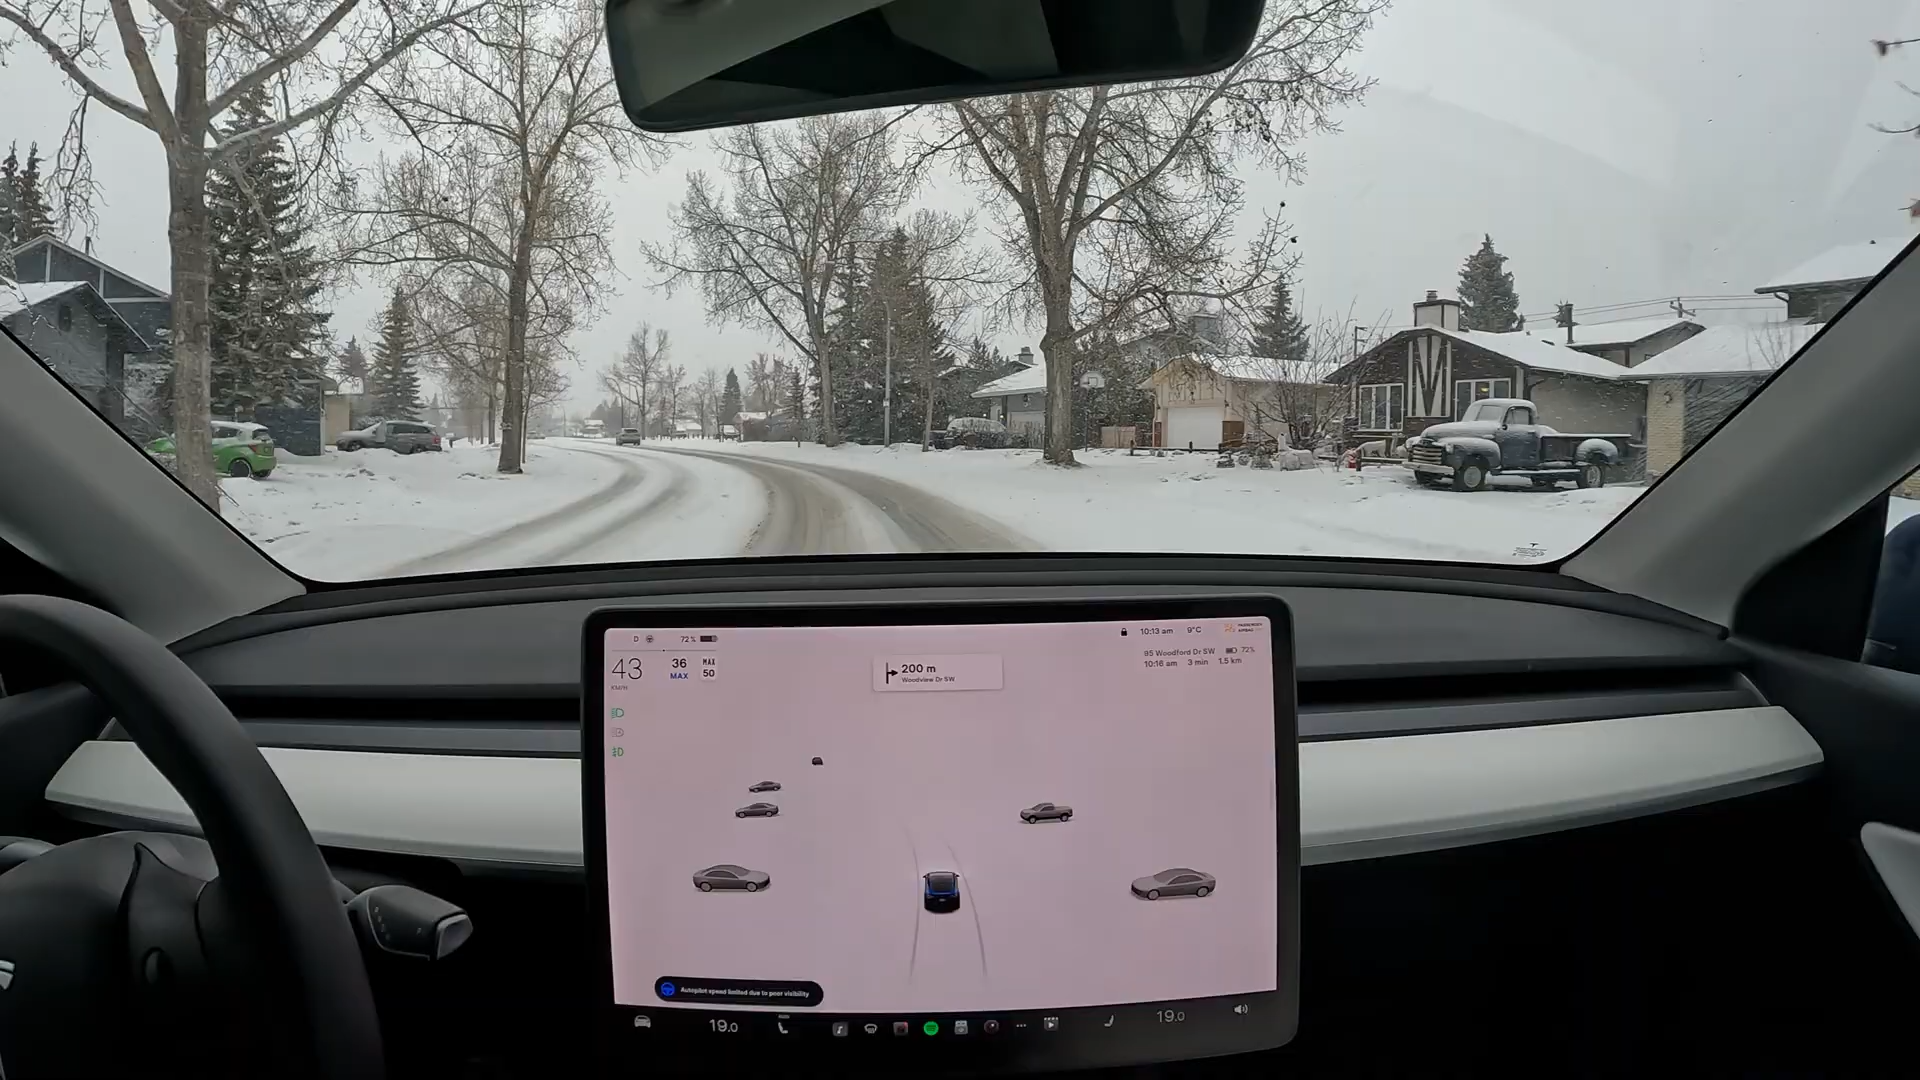 D
72 %
10:13 am
9°C
PASSENGER
AIRBAG
43
KM/H
36
MAX
MAX
50
200 m
Woodview Dr SW
95 Woodford Dr SW
72%
10:16 am 3 min 1.5 km
Autopilot speed limited due to poor visibility
19.0
19.0